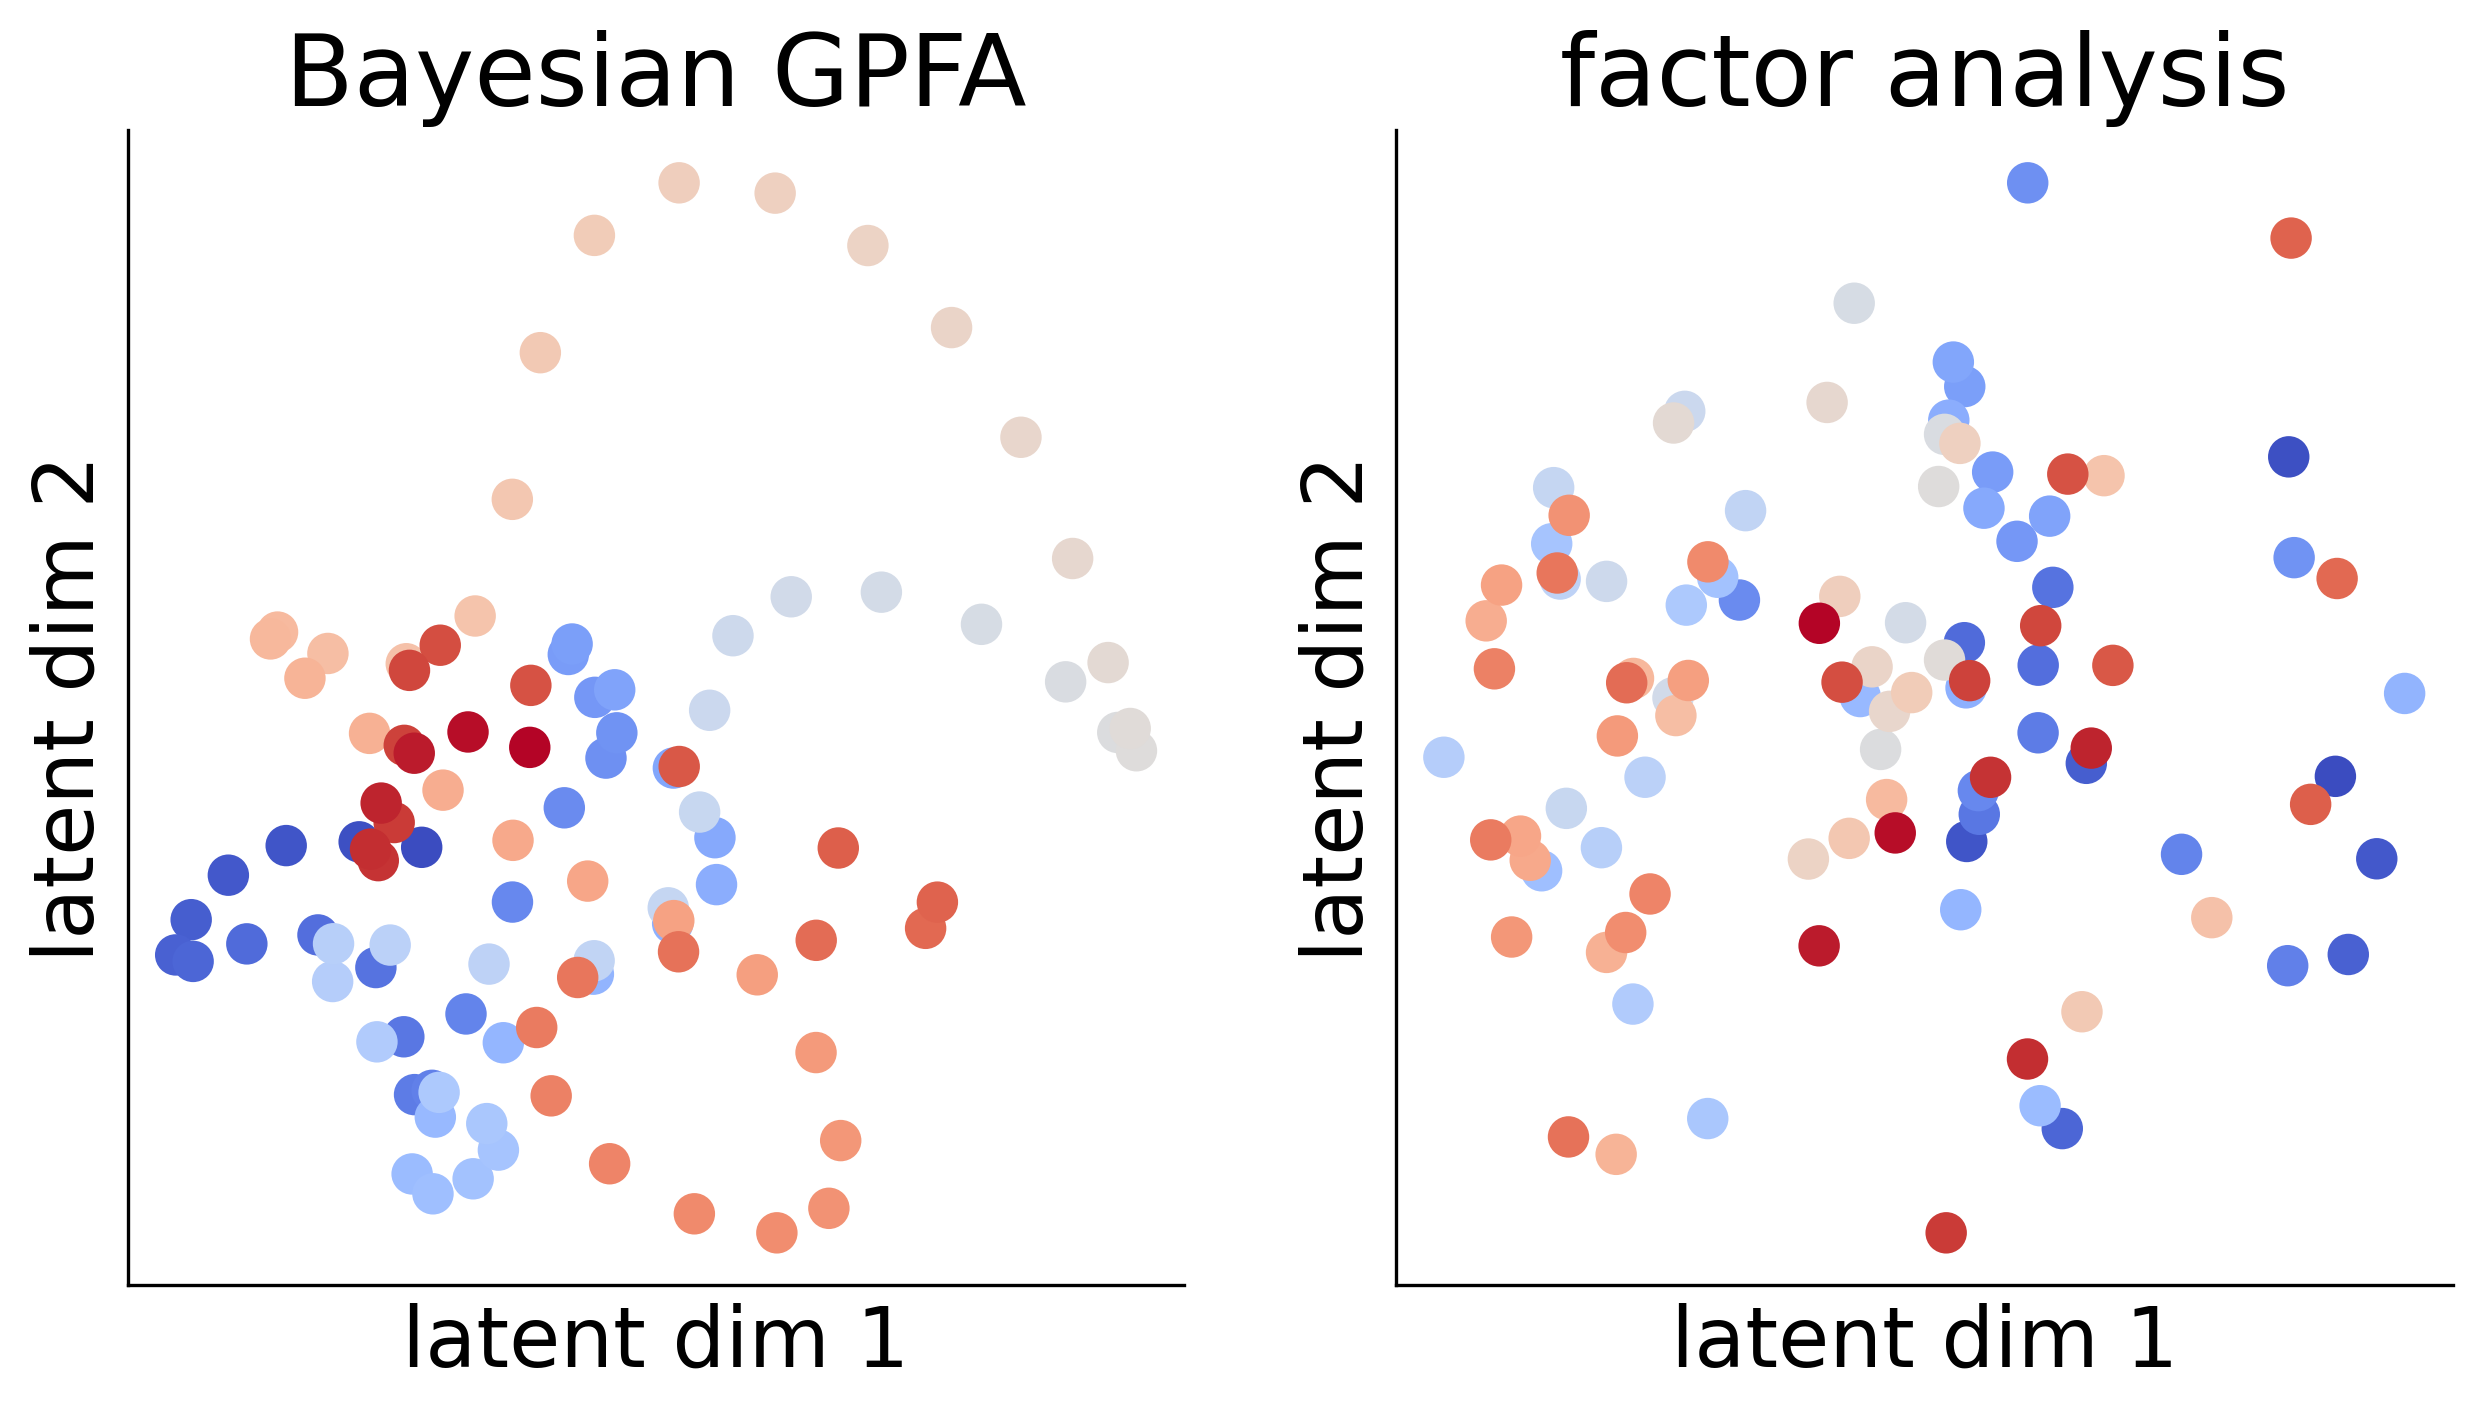 Bayesian GPFA
factor analysis
latent dim 2
latent dim 1
latent dim 2
latent dim 1